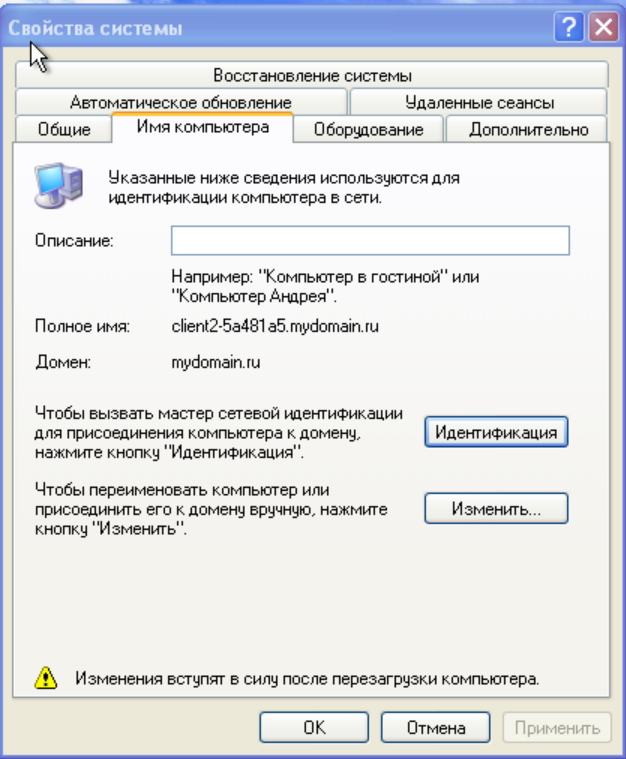 Свойства системы
Восстановление системы
Автоматическое обновление
Удаленные сеансы
Общие
Имя компьютера
Оборудование
Дополнительно
Указанные ниже сведения используются для
идентификации компьютера в сети.
Описание:
Например: "Компьютер в гостиной" или
"Компьютер Андрея".
Полное имя:
client2-5a481a5.mydomain.ru
Домен:
mydomain.ru
Чтобы вызвать мастер сетевой идентификации
для присоединения компьютера к домену,
нажмите кнопку "Идентификация".
Идентификация
Чтобы переименовать компьютер или
присоединить его к домену вручную, нажмите
кнопку "Изменить".
Изменить...
Изменения вступят в силу после перезагрузки компьютера.
OK
Отмена
Применить